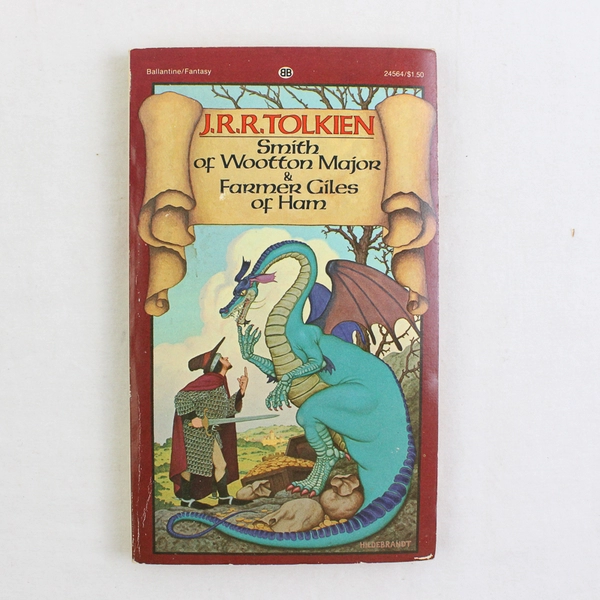 Ballantine/Fantasy BB 24564/$1.50
J.R.R. TOLKIEN
Smith
of Wootton Major
&
Farmer Giles
of Ham
HILDEBRANDT